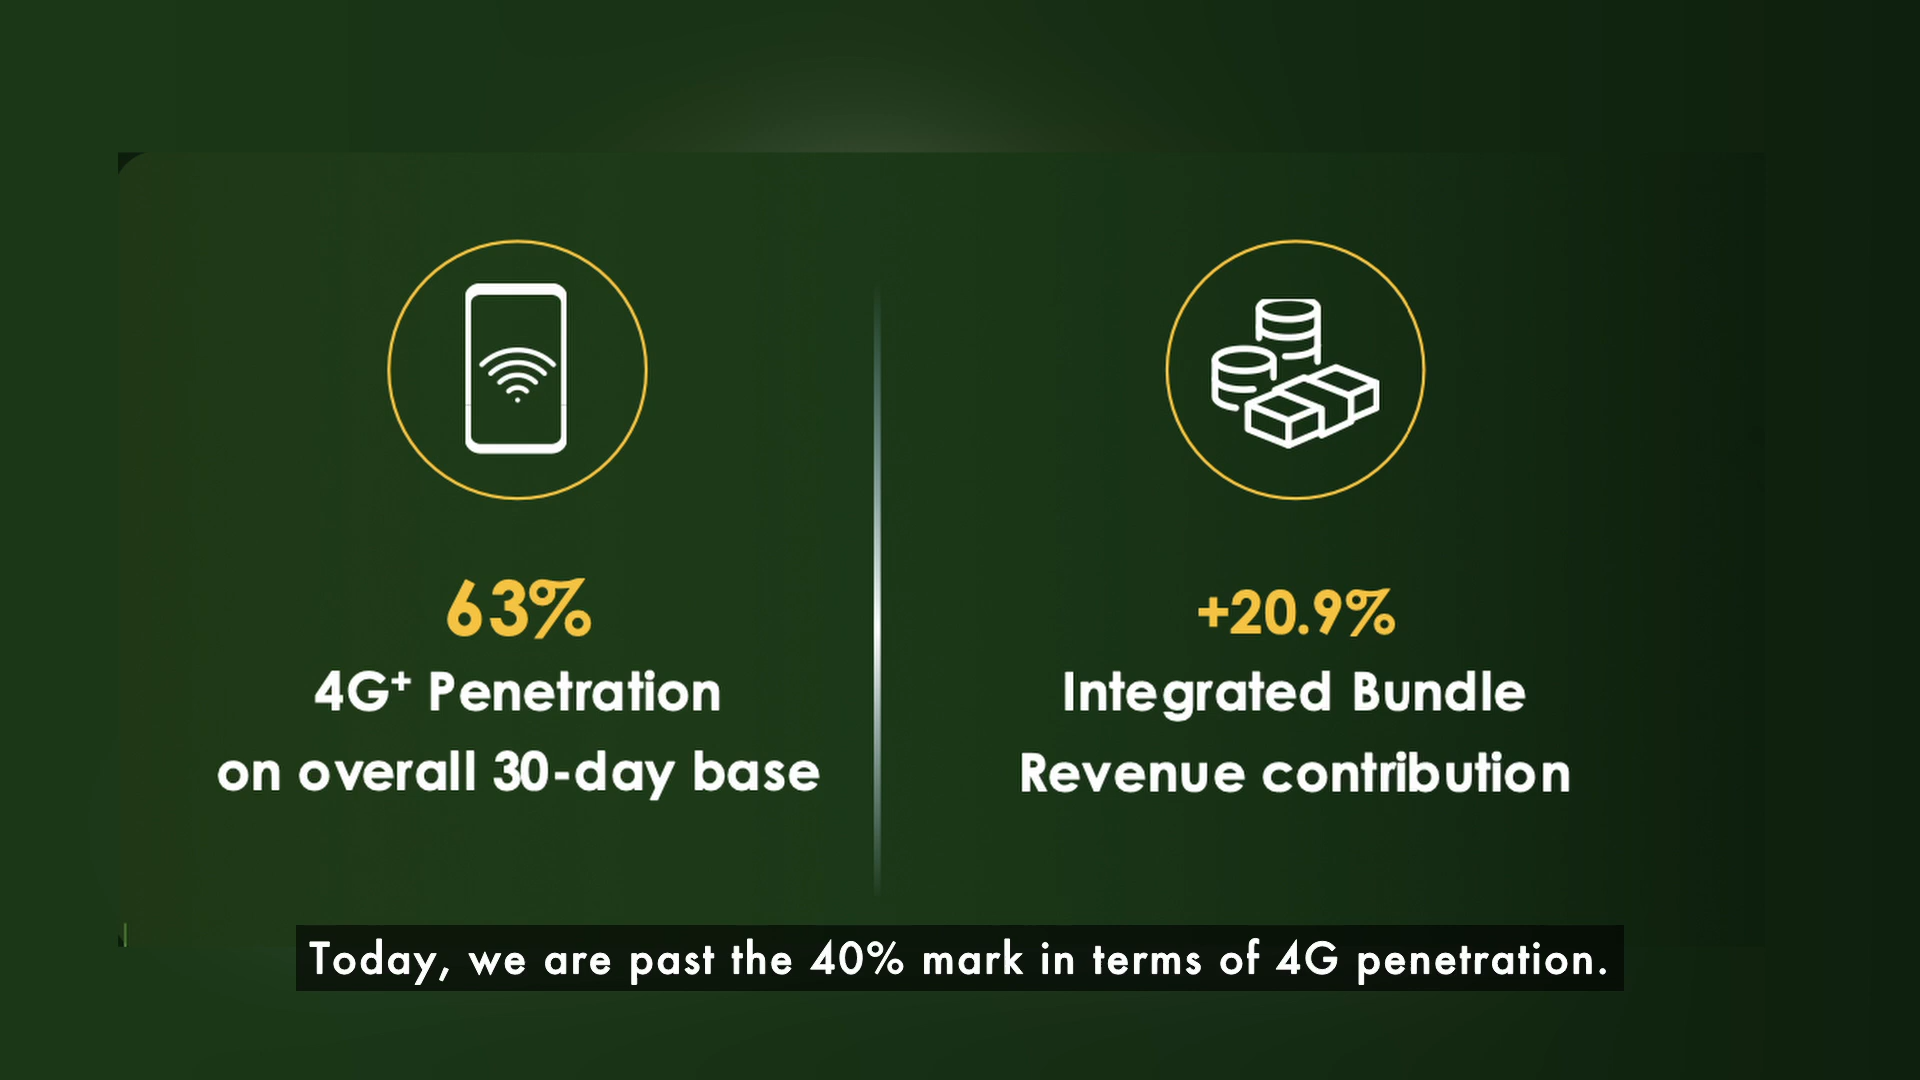 63%
4G⁺ Penetration
on overall 30-day base
+20.9%
Integrated Bundle
Revenue contribution
Today, we are past the 40% mark in terms of 4G penetration.